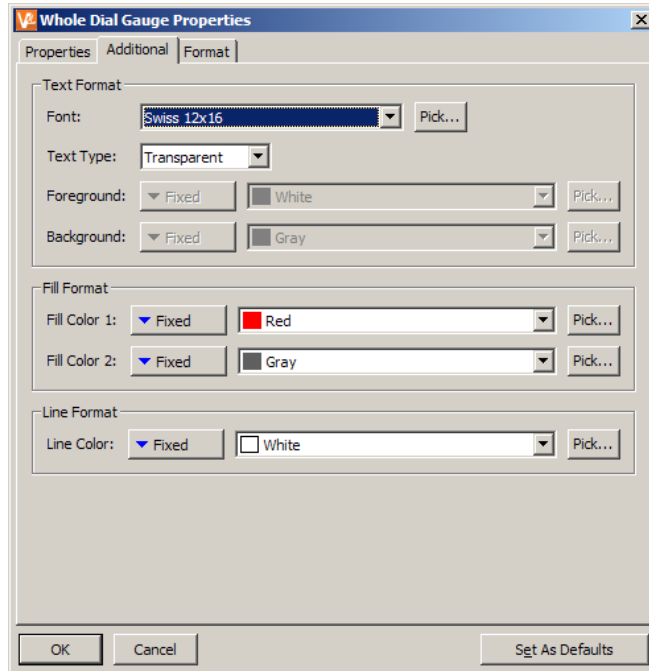 Whole Dial Gauge Properties
Properties Additional Format
Text Format
Font: Swiss 12x16 Pick...
Text Type: Transparent
Foreground: Fixed White Pick...
Background: Fixed Gray Pick...
Fill Format
Fill Color 1: Fixed Red Pick...
Fill Color 2: Fixed Gray Pick...
Line Format
Line Color: Fixed White Pick...
OK Cancel Set As Defaults